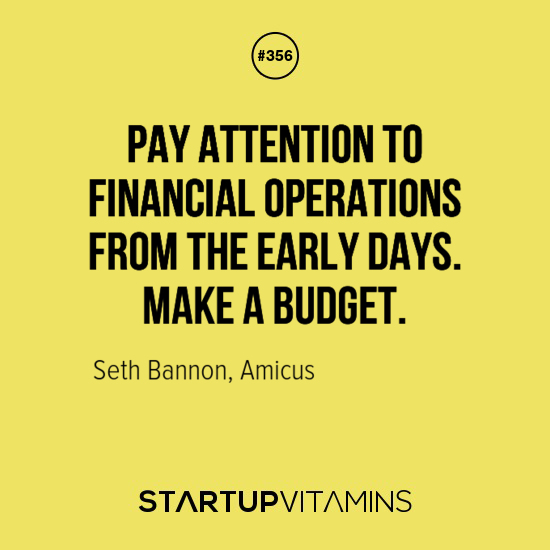 #356
PAY ATTENTION TO
FINANCIAL OPERATIONS
FROM THE EARLY DAYS.
MAKE A BUDGET.
Seth Bannon, Amicus
STARTUPVITAMINS